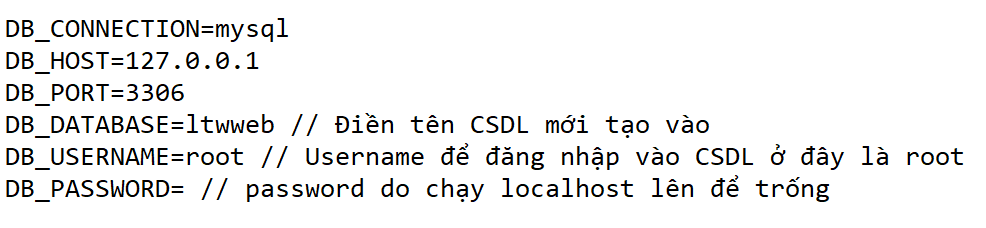 DB_CONNECTION=mysql
DB_HOST=127.0.0.1
DB_PORT=3306
DB_DATABASE=ltwweb // Điền tên CSDL mới tạo vào
DB_USERNAME=root // Username để đăng nhập vào CSDL ở đây là root
DB_PASSWORD= // password do chạy localhost lên để trống